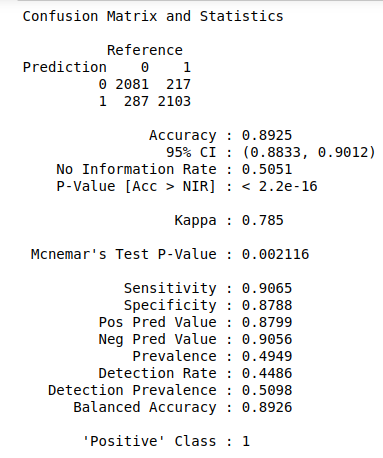 Confusion Matrix and Statistics
Reference
Prediction 0 1
0 2081 217
1 287 2103
Accuracy : 0.8925
95% CI : (0.8833, 0.9012)
No Information Rate : 0.5051
P-Value [Acc > NIR] : < 2.2e-16
Kappa : 0.785
Mcnemar's Test P-Value : 0.002116
Sensitivity : 0.9065
Specificity : 0.8788
Pos Pred Value : 0.8799
Neg Pred Value : 0.9056
Prevalence : 0.4949
Detection Rate : 0.4486
Detection Prevalence : 0.5098
Balanced Accuracy : 0.8926
'Positive' Class : 1